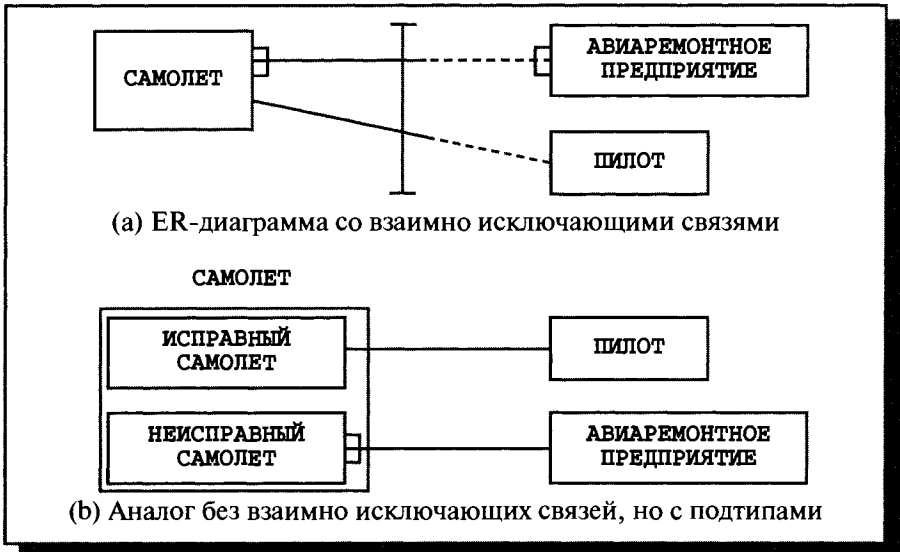 САМОЛЕТ
АВИАРЕМОНТНОЕ
ПРЕДПРИЯТИЕ
ПИЛОТ
(a) ER-диаграмма со взаимно исключающими связями
САМОЛЕТ
ИСПРАВНЫЙ
САМОЛЕТ
ПИЛОТ
НЕИСПРАВНЫЙ
САМОЛЕТ
АВИАРЕМОНТНОЕ
ПРЕДПРИЯТИЕ
(b) Аналог без взаимно исключающих связей, но с подтипами